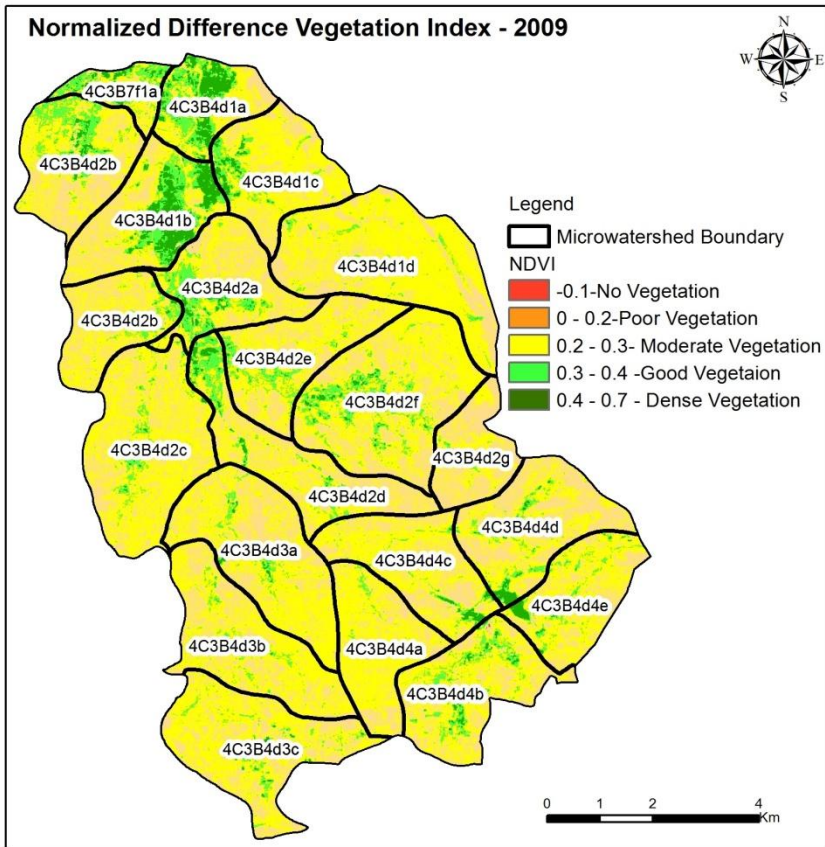 Normalized Difference Vegetation Index - 2009
N
W E
S
4C3B7f1a
4C3B4d1a
4C3B4d2b
4C3B4d1c
4C3B4d1b
4C3B4d1d
4C3B4d2a
4C3B4d2b
4C3B4d2e
4C3B4d2f
4C3B4d2c
4C3B4d2g
4C3B4d2d
4C3B4d4d
4C3B4d3a
4C3B4d4c
4C3B4d4e
4C3B4d3b
4C3B4d4a
4C3B4d4b
4C3B4d3c
Legend
Microwatershed Boundary
NDVI
-0.1-No Vegetation
0 - 0.2-Poor Vegetation
0.2 - 0.3- Moderate Vegetation
0.3 - 0.4 -Good Vegetaion
0.4 - 0.7 - Dense Vegetation
0 1 2 4
Km